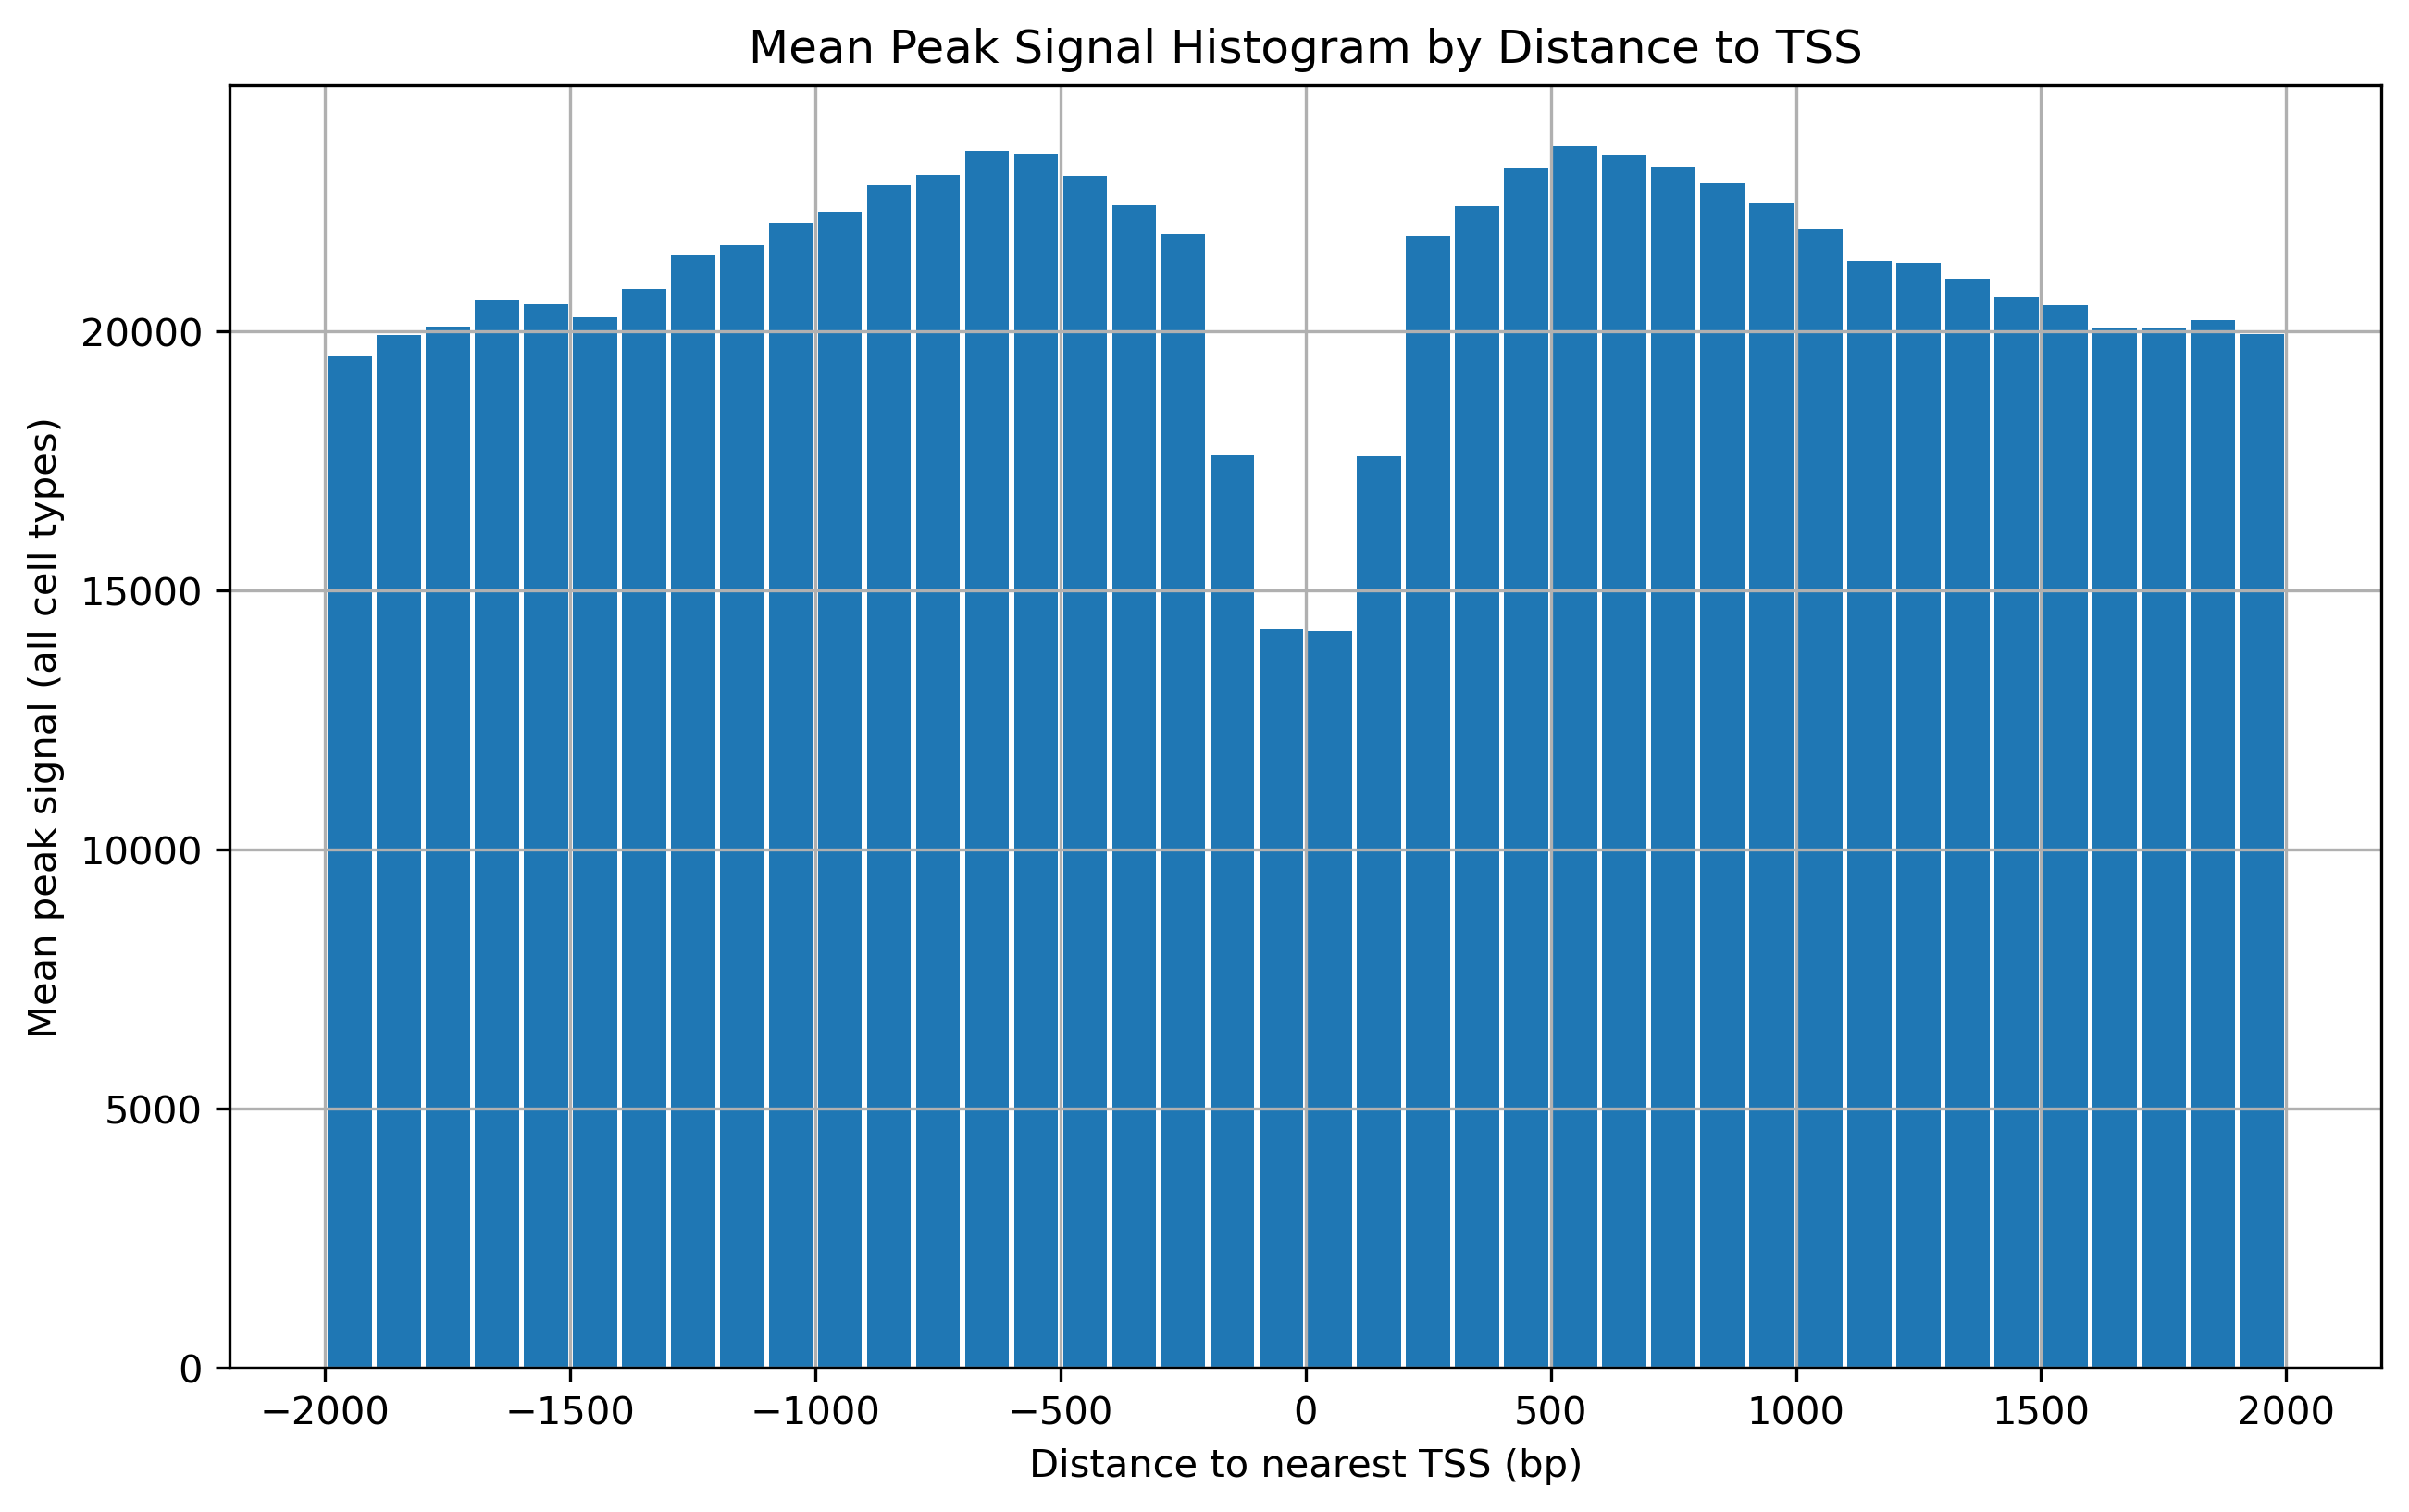 Mean Peak Signal Histogram by Distance to TSS
Mean peak signal (all cell types)
20000
15000
10000
5000
0
−2000 −1500 −1000 −500 0 500 1000 1500 2000
Distance to nearest TSS (bp)